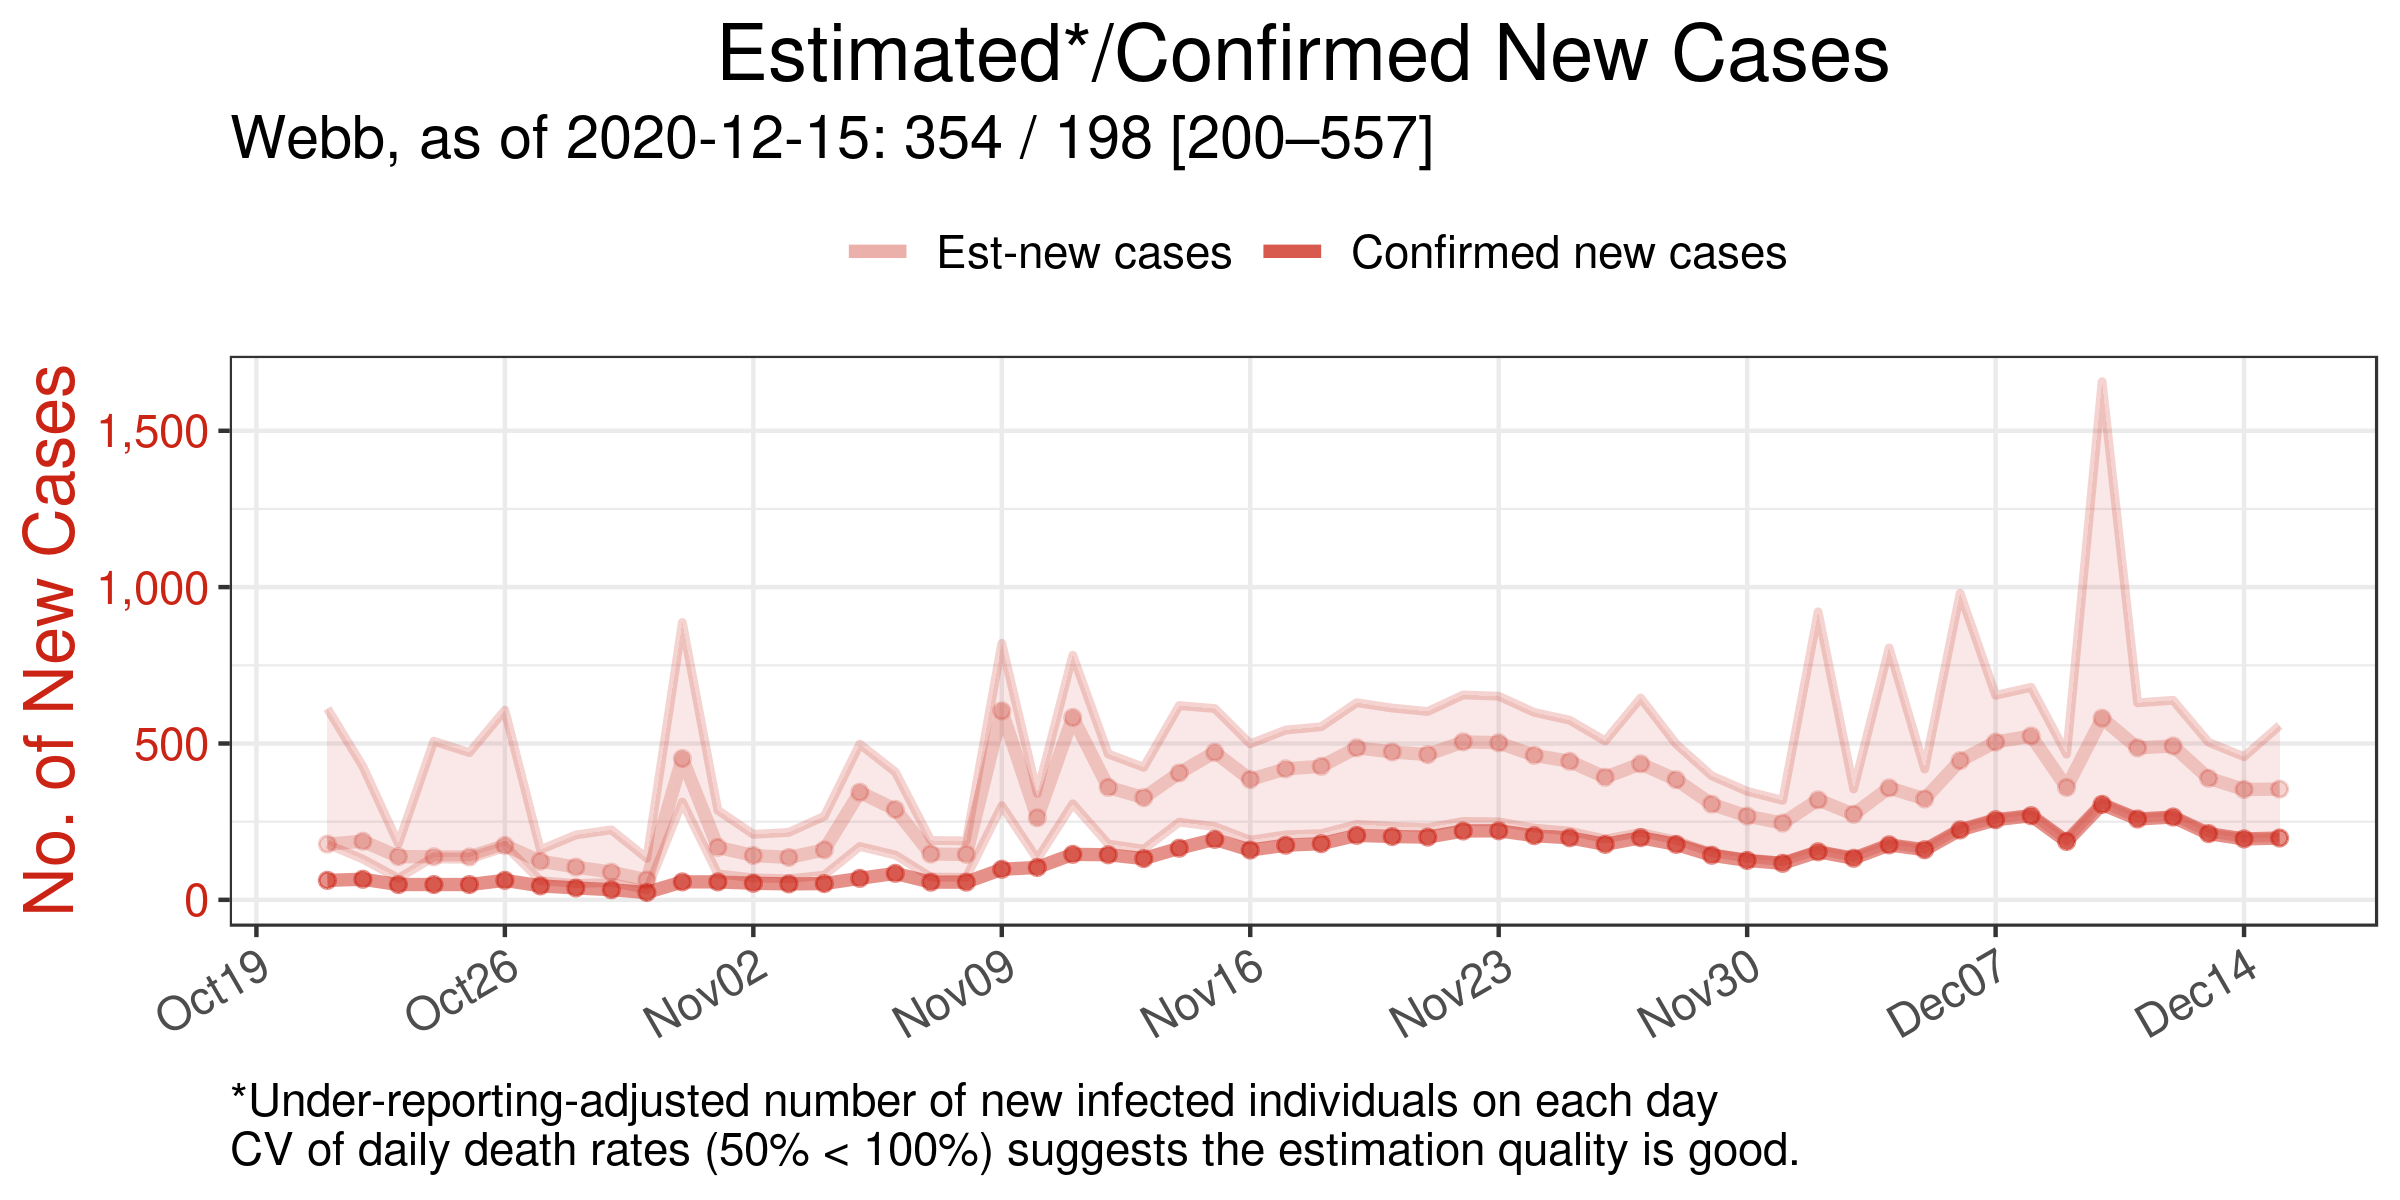 Estimated*/Confirmed New Cases
Webb, as of 2020-12-15: 354 / 198 [200–557]
Est-new cases
Confirmed new cases
No. of New Cases
1,500
1,000
500
0
Oct19
Oct26
Nov02
Nov09
Nov16
Nov23
Nov30
Dec07
Dec14
*Under-reporting-adjusted number of new infected individuals on each day
CV of daily death rates (50% < 100%) suggests the estimation quality is good.